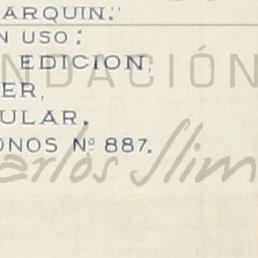 ARQUIN."
N USO:
EDICION,
NDACIÓN
ER,
ULAR.
ONOS Nº 887.
arlos Slim